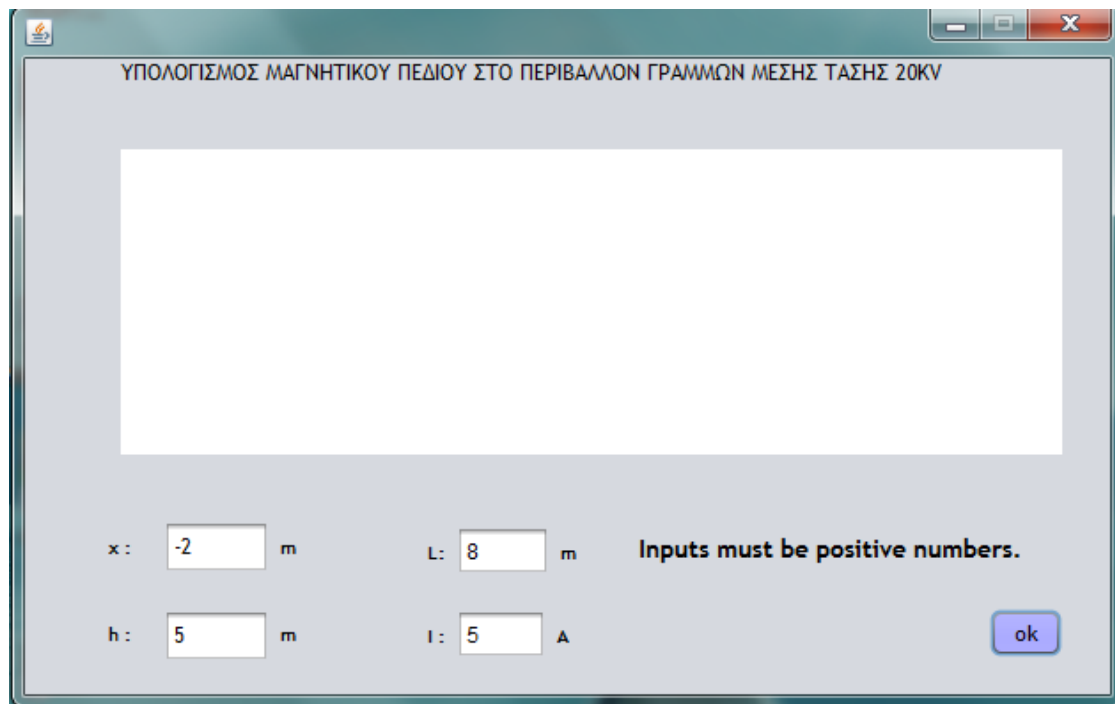 ΥΠΟΛΟΓΙΣΜΟΣ ΜΑΓΝΗΤΙΚΟΥ ΠΕΔΙΟΥ ΣΤΟ ΠΕΡΙΒΑΛΛΟΝ ΓΡΑΜΜΩΝ ΜΕΣΗΣ ΤΑΣΗΣ 20KV
x : -2 m L: 8 m Inputs must be positive numbers.
h : 5 m I : 5 A ok